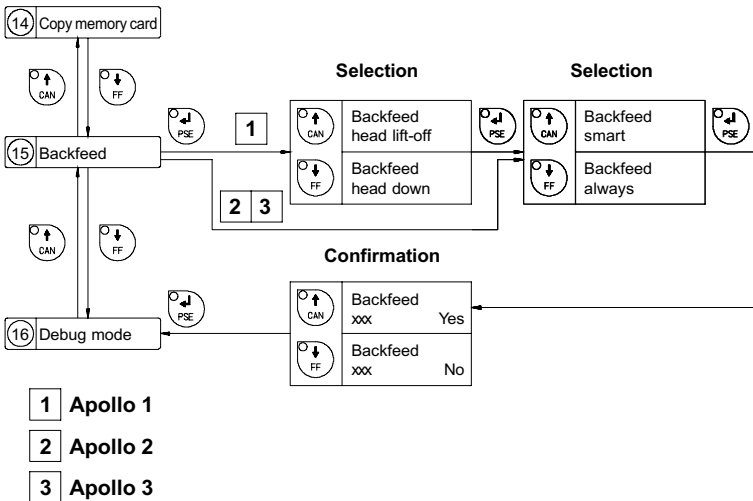 14 Copy memory card
CAN FF
Selection Selection
PSE 1 CAN Backfeed head lift-off PSE CAN Backfeed smart PSE
15 Backfeed
FF Backfeed head down FF Backfeed always
2 3
CAN FF
Confirmation
PSE CAN Backfeed xxx Yes
16 Debug mode
FF Backfeed xxx No
1 Apollo 1
2 Apollo 2
3 Apollo 3